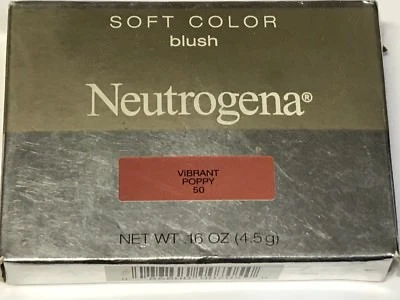 SOFT COLOR
blush
Neutrogena®
VIBRANT
POPPY
50
NET WT .16 OZ (4.5 g)